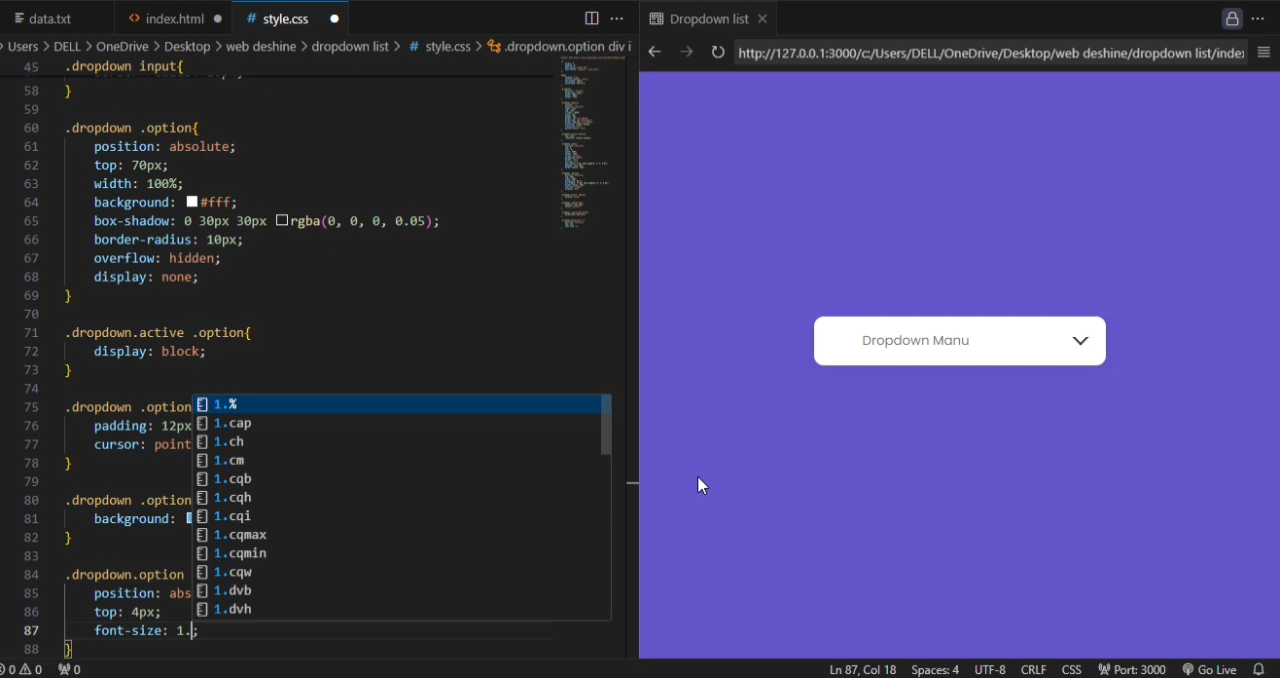 data.txt
index.html
# style.css
Dropdown list
Users > DELL > OneDrive > Desktop > web deshine > dropdown list > # style.css > .dropdown.option div i
http://127.0.0.1:3000/c:/Users/DELL/OneDrive/Desktop/web deshine/dropdown list/index
45 .dropdown input{
58 }
59
60 .dropdown .option{
61 position: absolute;
62 top: 70px;
63 width: 100%;
64 background: #fff;
65 box-shadow: 0 30px 30px rgba(0, 0, 0, 0.05);
66 border-radius: 10px;
67 overflow: hidden;
68 display: none;
69 }
70
71 .dropdown.active .option{
72 display: block;
73 }
74
75 .dropdown .option
76 padding: 12px
77 cursor: point
78 }
79
80 .dropdown .option
81 background:
82 }
83
84 .dropdown.option
85 position: abs
86 top: 4px;
87 font-size: 1.;
88 }
1.%
1.cap
1.ch
1.cm
1.cqb
1.cqh
1.cqi
1.cqmax
1.cqmin
1.cqw
1.dvb
1.dvh
Dropdown Manu
0 0 0
Ln 87, Col 18 Spaces: 4 UTF-8 CRLF CSS Port: 3000 Go Live